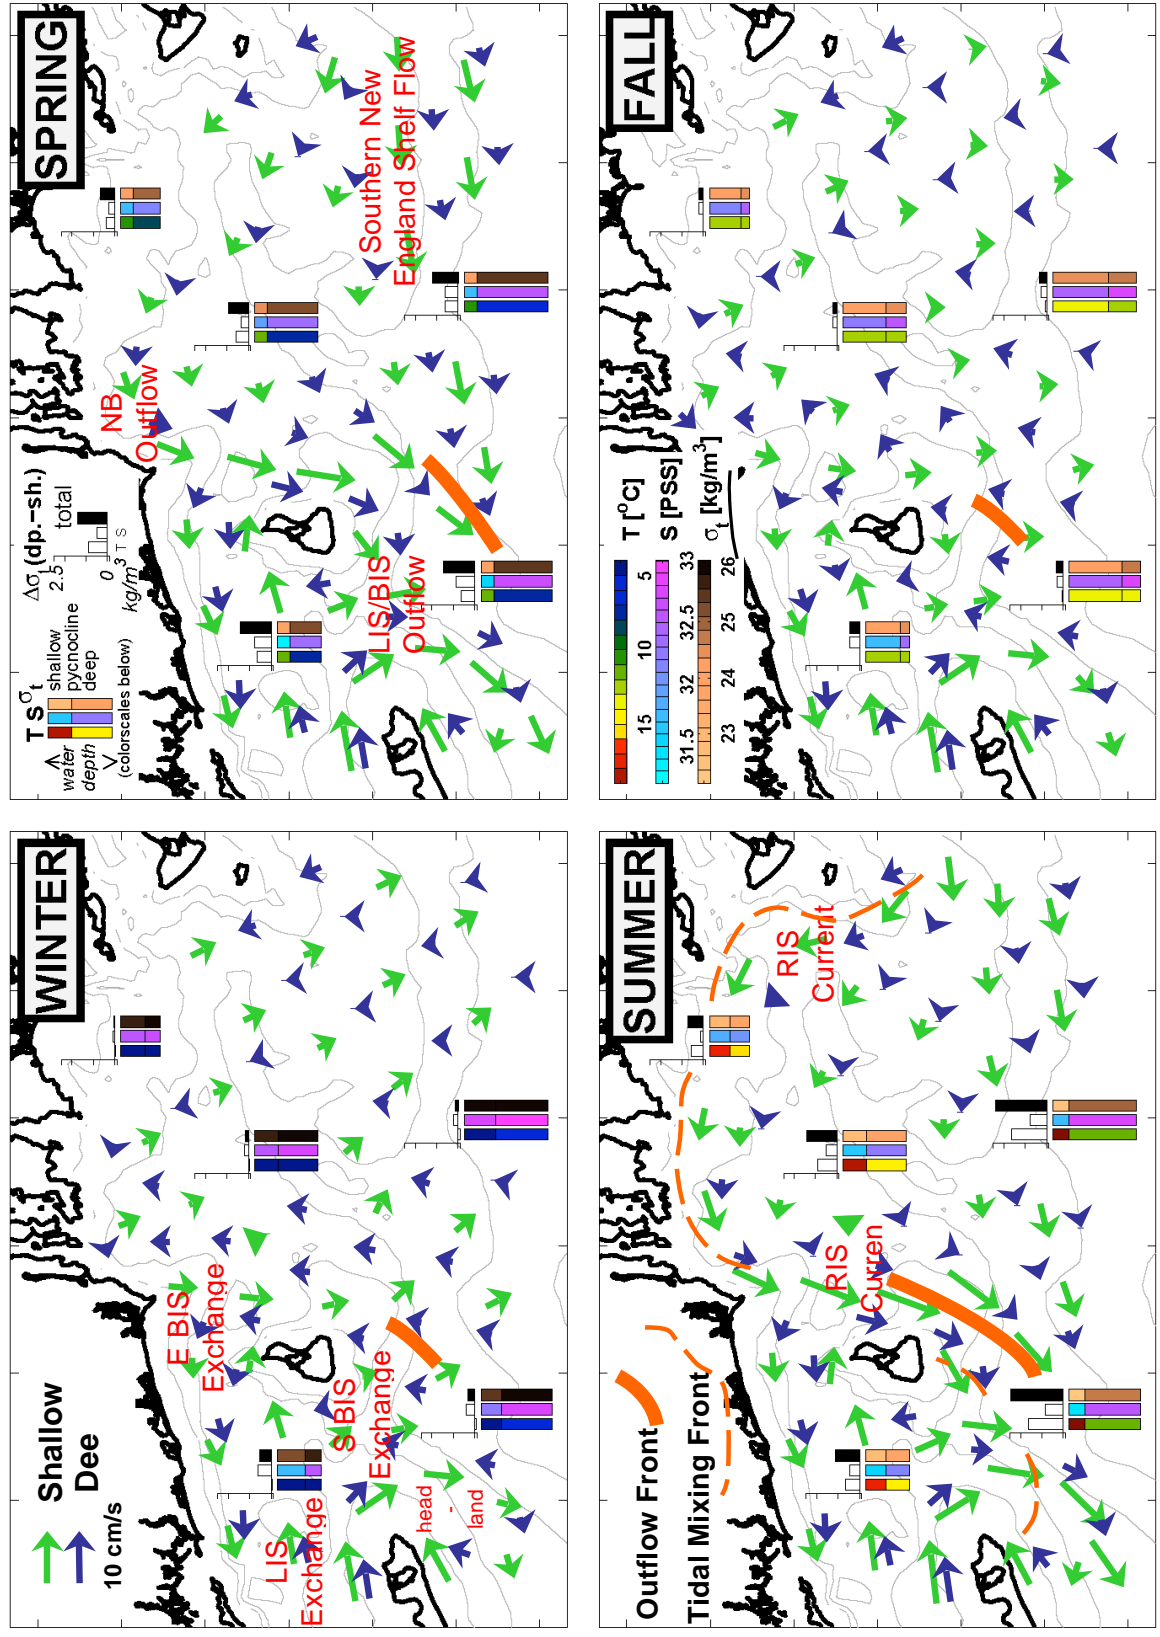 WINTER
Shallow
Dee
10 cm/s
E BIS
Exchange
S BIS
Exchange
LIS
Exchange
head
-
land
SPRING
T S σt
shallow
pycnocline
deep
water
depth
(colorscales below)
Δσt (dp.-sh.)
2.5
total
0
kg/m3
T S
NB
Outflow
Southern New
England Shelf Flow
LIS/BIS
Outflow
SUMMER
Outflow Front
Tidal Mixing Front
RIS
Current
RIS
Curren
FALL
T [oC]
5 10 15
S [PSS]
33 32.5 32 31.5
σt [kg/m3]
26 25 24 23